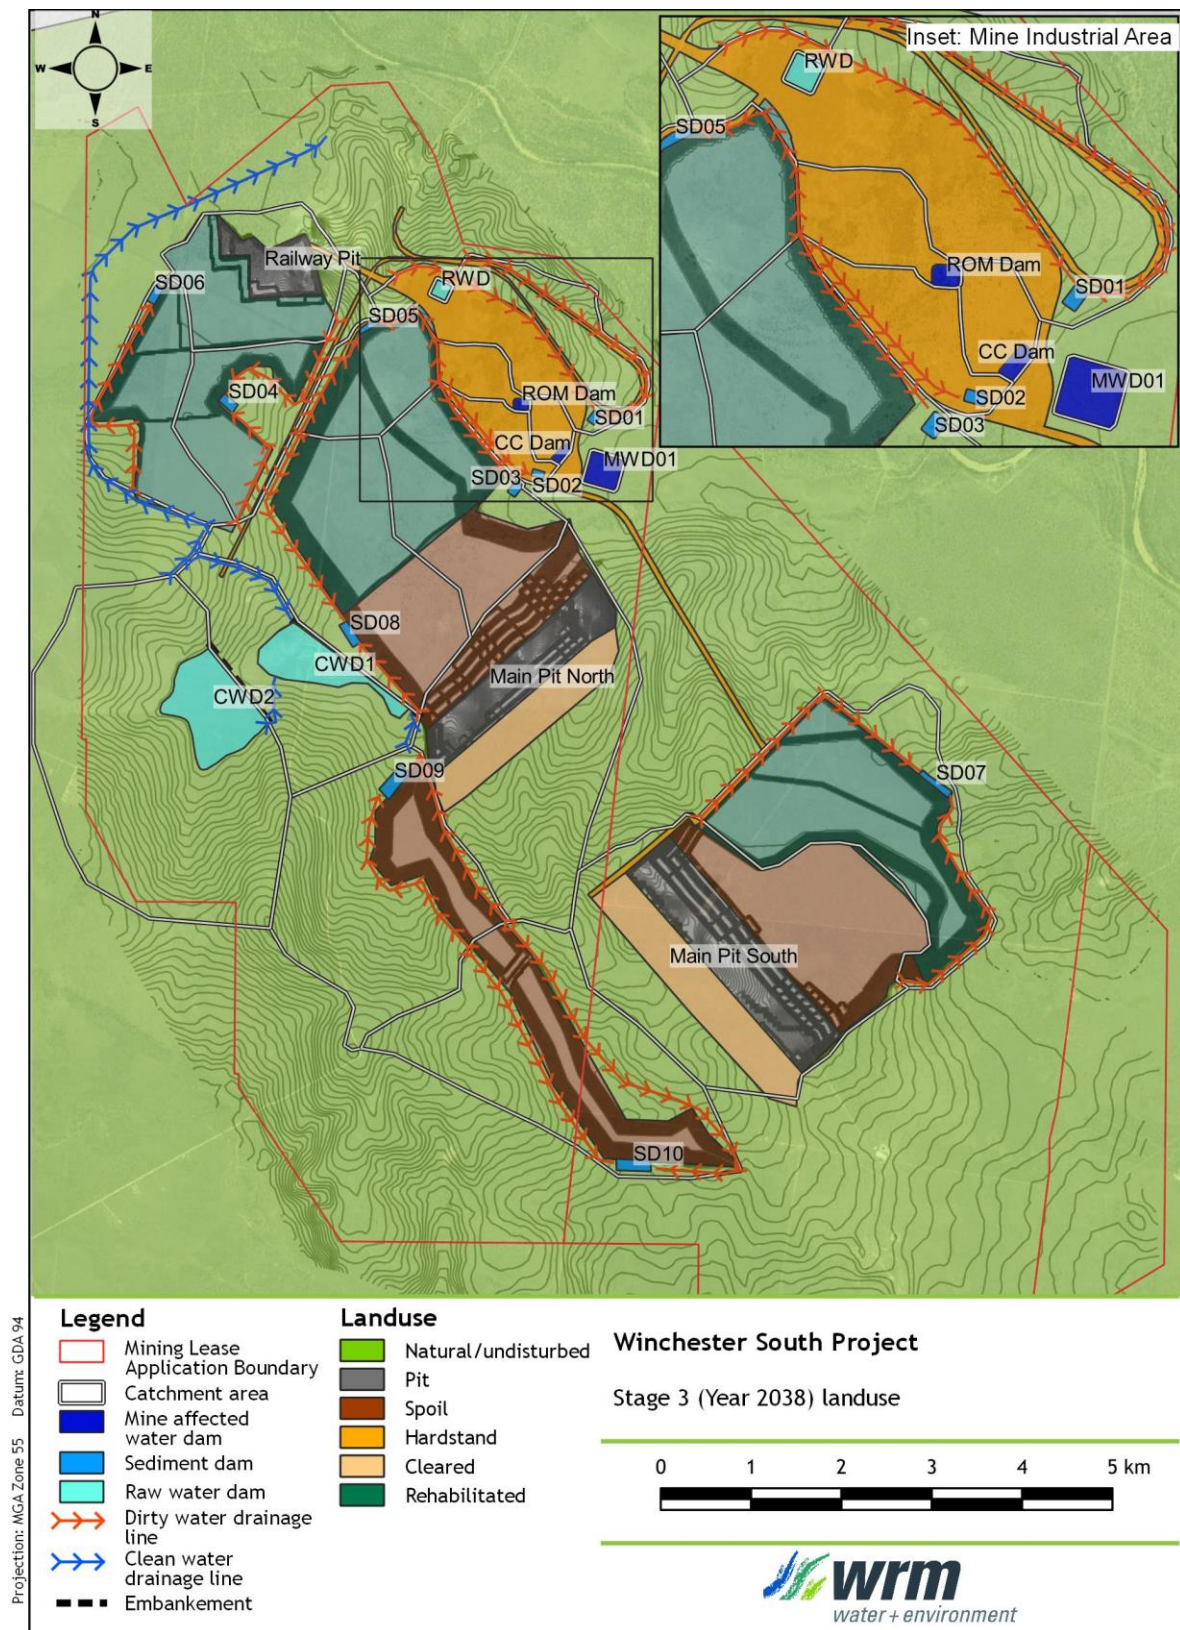 N
W
E
S
Inset: Mine Industrial Area
RWD
SD05
ROM Dam
SD01
CC Dam
MWD01
SD02
SD03
Railway Pit
SD06
RWD
SD05
SD04
ROM Dam
SD01
CC Dam
MWD01
SD03
SD02
SD08
CWD1
Main Pit North
CWD2
SD09
SD07
Main Pit South
SD10
Projection: MGA Zone 55 Datum: GDA 94
Legend
Mining Lease
Application Boundary
Catchment area
Mine affected
water dam
Sediment dam
Raw water dam
Dirty water drainage
line
Clean water
drainage line
Embankement
Landuse
Natural/undisturbed
Pit
Spoil
Hardstand
Cleared
Rehabilitated
Winchester South Project
Stage 3 (Year 2038) landuse
0 1 2 3 4 5 km
wrm
water + environment